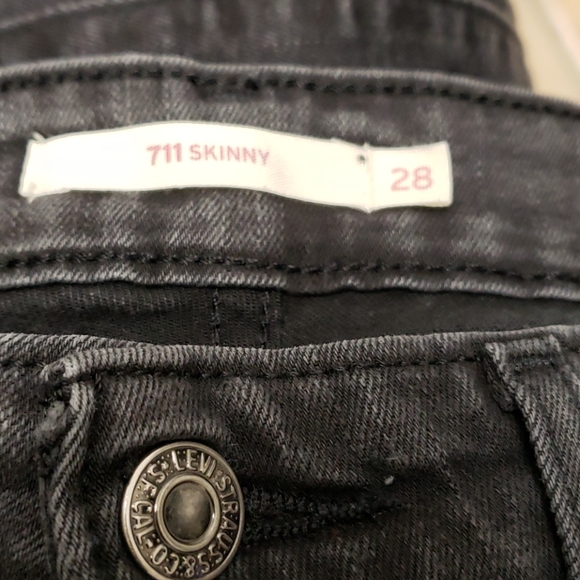 711 SKINNY 28
LEVI STRAUSS & CO. S.F. CAL.